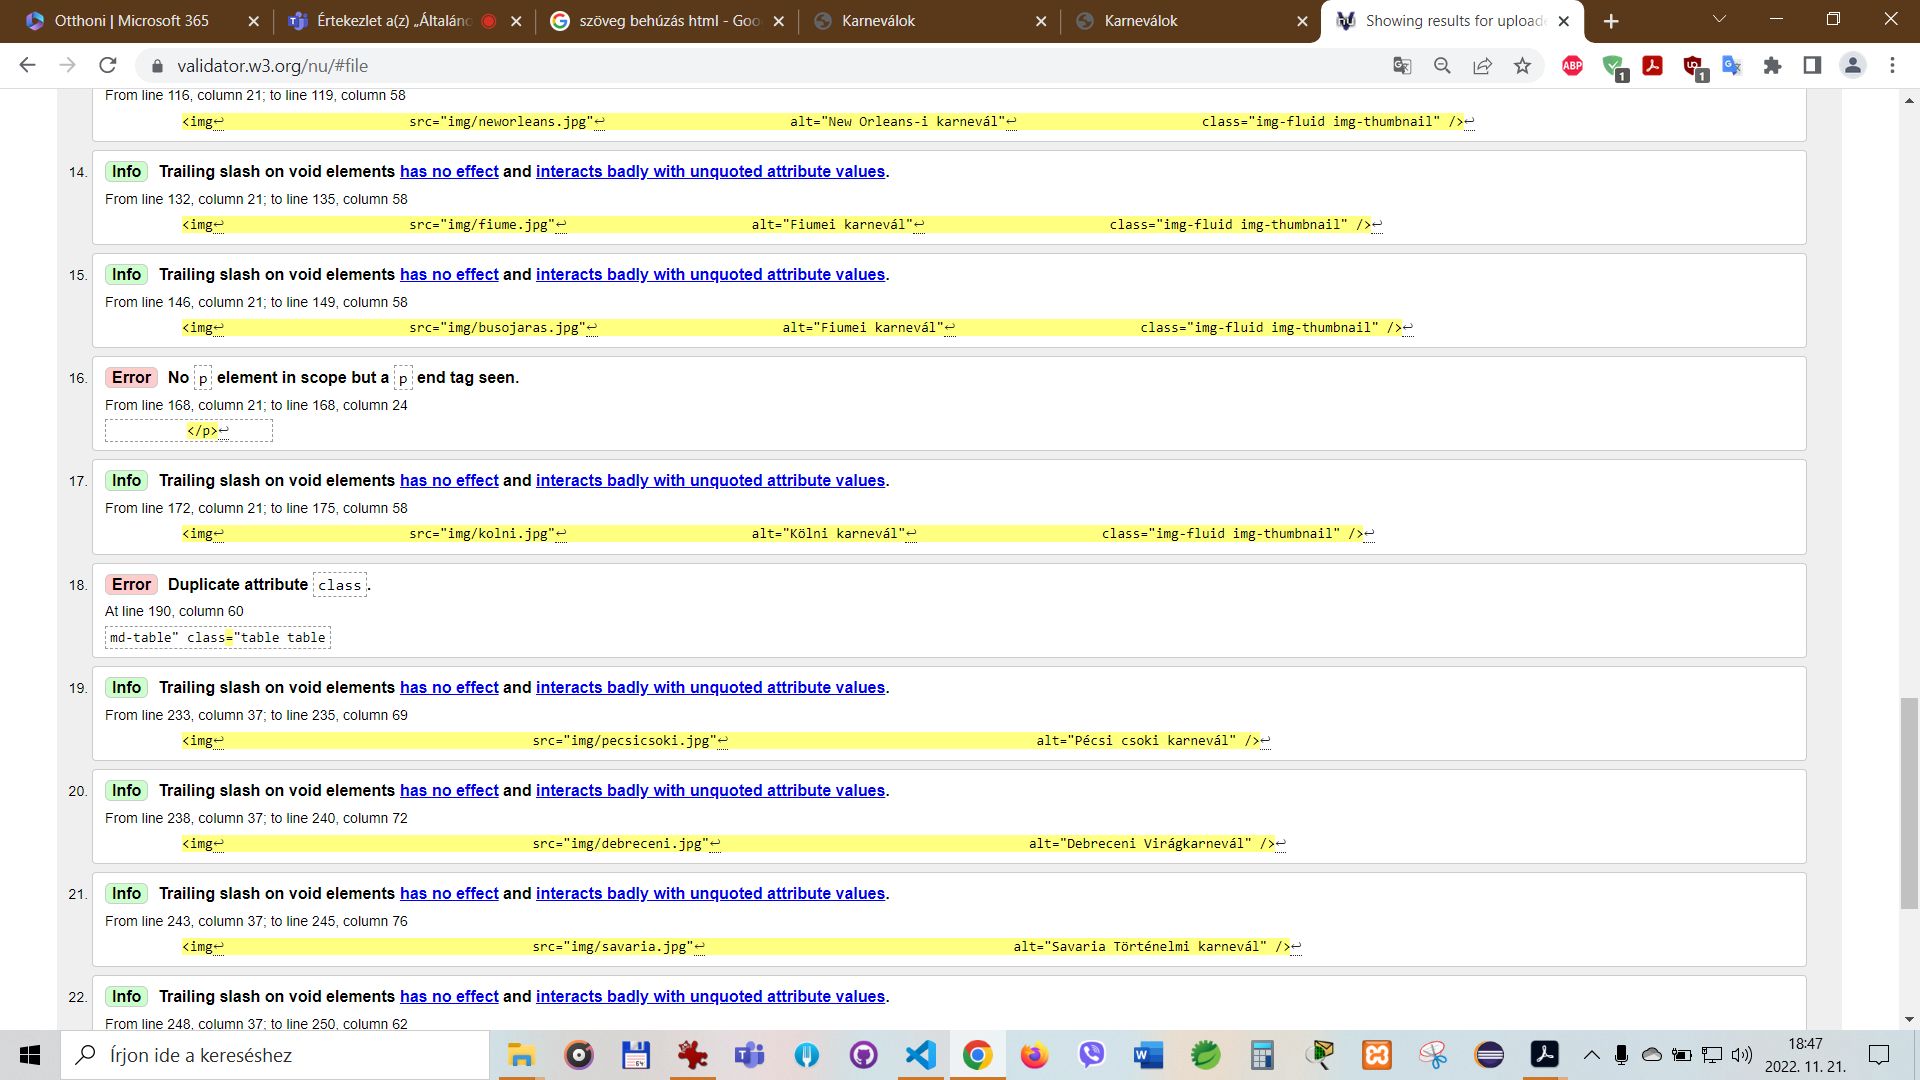 Otthoni | Microsoft 365
Értekezlet a(z) „Általáno
szöveg behúzás html - Goo
Karneválok
Karneválok
Showing results for uploade
validator.w3.org/nu/#file
ABP
1
1
From line 116, column 21; to line 119, column 58
<img↩ src="img/neworleans.jpg"↩ alt="New Orleans-i karnevál"↩ class="img-fluid img-thumbnail" />↩
14. Info Trailing slash on void elements has no effect and interacts badly with unquoted attribute values.
From line 132, column 21; to line 135, column 58
<img↩ src="img/fiume.jpg"↩ alt="Fiumei karnevál"↩ class="img-fluid img-thumbnail" />↩
15. Info Trailing slash on void elements has no effect and interacts badly with unquoted attribute values.
From line 146, column 21; to line 149, column 58
<img↩ src="img/busojaras.jpg"↩ alt="Fiumei karnevál"↩ class="img-fluid img-thumbnail" />↩
16. Error No p element in scope but a p end tag seen.
From line 168, column 21; to line 168, column 24
</p>↩
17. Info Trailing slash on void elements has no effect and interacts badly with unquoted attribute values.
From line 172, column 21; to line 175, column 58
<img↩ src="img/kolni.jpg"↩ alt="Kölni karnevál"↩ class="img-fluid img-thumbnail" />↩
18. Error Duplicate attribute class.
At line 190, column 60
md-table" class="table table
19. Info Trailing slash on void elements has no effect and interacts badly with unquoted attribute values.
From line 233, column 37; to line 235, column 69
<img↩ src="img/pecsicsoki.jpg"↩ alt="Pécsi csoki karnevál" />↩
20. Info Trailing slash on void elements has no effect and interacts badly with unquoted attribute values.
From line 238, column 37; to line 240, column 72
<img↩ src="img/debreceni.jpg"↩ alt="Debreceni Virágkarnevál" />↩
21. Info Trailing slash on void elements has no effect and interacts badly with unquoted attribute values.
From line 243, column 37; to line 245, column 76
<img↩ src="img/savaria.jpg"↩ alt="Savaria Történelmi karnevál" />↩
22. Info Trailing slash on void elements has no effect and interacts badly with unquoted attribute values.
From line 248, column 37; to line 250, column 62
Írjon ide a kereséshez
18:47
2022. 11. 21.